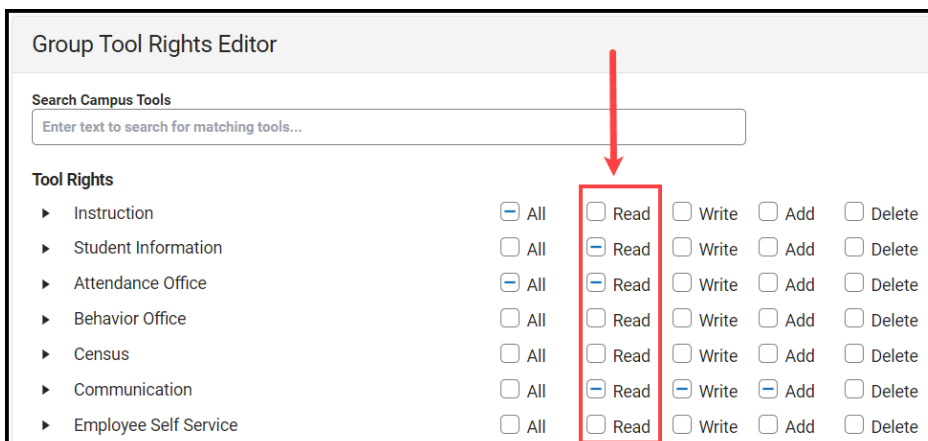 Group Tool Rights Editor
Search Campus Tools
Enter text to search for matching tools...
Tool Rights
Instruction All Read Write Add Delete
Student Information All Read Write Add Delete
Attendance Office All Read Write Add Delete
Behavior Office All Read Write Add Delete
Census All Read Write Add Delete
Communication All Read Write Add Delete
Employee Self Service All Read Write Add Delete